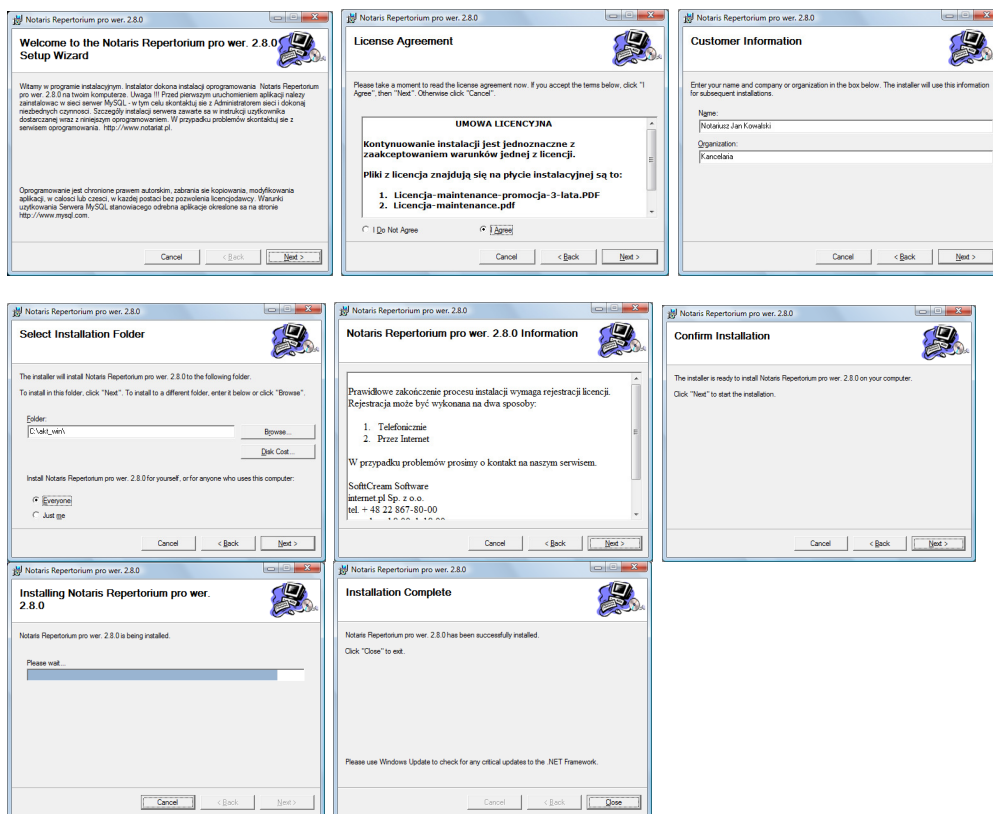 Notaris Repertorium pro wer. 2.8.0
Welcome to the Notaris Repertorium pro wer. 2.8.0
Setup Wizard
Witamy w programie instalacyjnym. Instalator dokona instalacji oprogramowania Notaris Repertorium
pro wer. 2.8.0 na twoim komputerze. Uwaga !!! Przed pierwszym uruchomieniem aplikacji nalezy
zainstalowac w sieci serwer MySQL - w tym celu skontaktuj sie z Administratorem sieci i dokonaj
niezbednych czynnosci. Szczegóły instalacji serwera zawarte sa w instrukcji uzytkownika
dostarczanej wraz z niniejszym oprogramowaniem. W przypadku problemów skontaktuj sie z
serwisem oprogramowania. http://www.notariat.pl.
Oprogramowanie jest chronione prawem autorskim, zabrania sie kopiowania, modyfikowania
aplikacji, w calosci lub czesci, w kazdej postaci bez pozwolenia licencjodawcy. Warunki
uzytkowania Serwera MySQL stanowiacego odrebna aplikacje okreslone sa na stronie
http://www.mysql.com.
Cancel < Back Next >
Notaris Repertorium pro wer. 2.8.0
License Agreement
Please take a moment to read the license agreement now. If you accept the terms below, click "I
Agree", then "Next". Otherwise click "Cancel".
UMOWA LICENCYJNA
Kontynuowanie instalacji jest jednoznaczne z
zaakceptowaniem warunków jednej z licencji.
Pliki z licencja znajdują się na płycie instalacyjnej są to:
1. Licencja-maintenance-promocja-3-lata.PDF
2. Licencja-maintenance.pdf
I Do Not Agree I Agree
Cancel < Back Next >
Notaris Repertorium pro wer. 2.8.0
Customer Information
Enter your name and company or organization in the box below. The installer will use this information
for subsequent installations.
Name:
Notariusz Jan Kowalski
Organization:
Kancelaria
Cancel < Back Next >
Notaris Repertorium pro wer. 2.8.0
Select Installation Folder
The installer will install Notaris Repertorium pro wer. 2.8.0 to the following folder.
To install in this folder, click "Next". To install to a different folder, enter it below or click "Browse".
Folder:
C:\akt_win\
Browse...
Disk Cost...
Install Notaris Repertorium pro wer. 2.8.0 for yourself, or for anyone who uses this computer:
Everyone
Just me
Cancel < Back Next >
Notaris Repertorium pro wer. 2.8.0
Notaris Repertorium pro wer. 2.8.0 Information
Prawidłowe zakończenie procesu instalacji wymaga rejestracji licencji.
Rejestracja może być wykonana na dwa sposoby:
1. Telefonicznie
2. Przez Internet
W przypadku problemów prosimy o kontakt na naszym serwisem.
SofttCream Software
internet.pl Sp. z o.o.
tel. + 48 22 867-80-00
Cancel < Back Next >
Notaris Repertorium pro wer. 2.8.0
Confirm Installation
The installer is ready to install Notaris Repertorium pro wer. 2.8.0 on your computer.
Click "Next" to start the installation.
Cancel < Back Next >
Notaris Repertorium pro wer. 2.8.0
Installing Notaris Repertorium pro wer.
2.8.0
Notaris Repertorium pro wer. 2.8.0 is being installed.
Please wait...
Cancel < Back Next >
Notaris Repertorium pro wer. 2.8.0
Installation Complete
Notaris Repertorium pro wer. 2.8.0 has been successfully installed.
Click "Close" to exit.
Please use Windows Update to check for any critical updates to the .NET Framework.
Cancel < Back Close